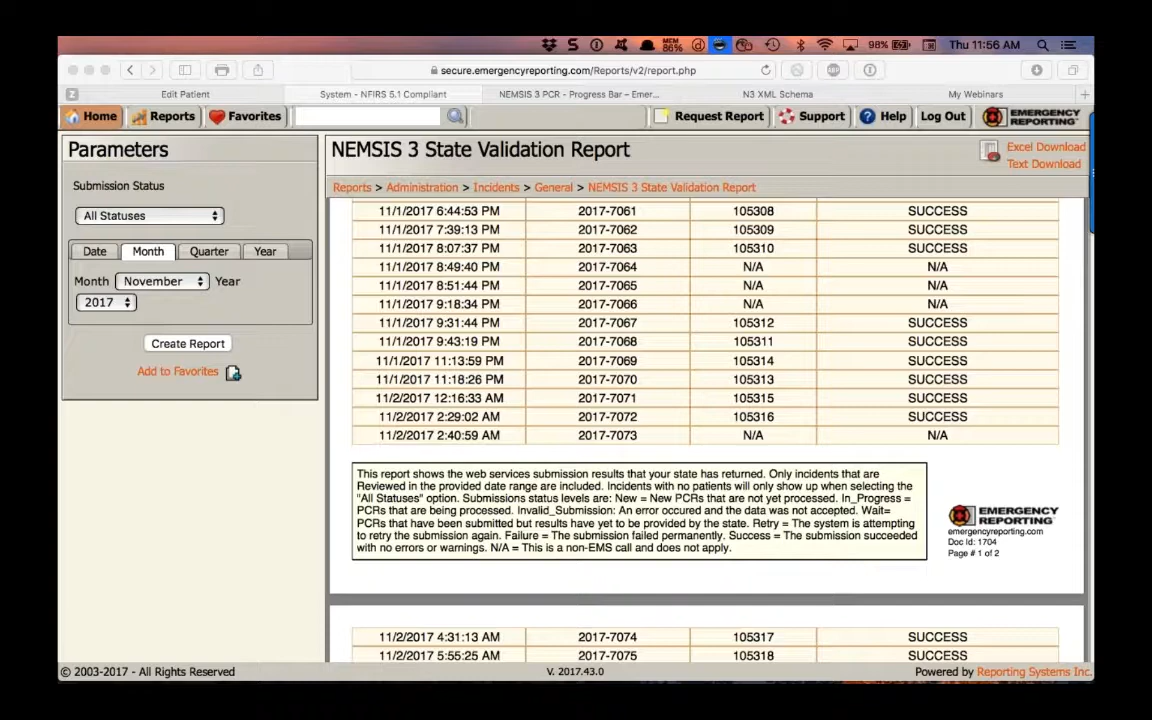 MEM
86%
98%
Thu 11:56 AM
secure.emergencyreporting.com/Reports/v2/report.php
Z
Edit Patient
System - NFIRS 5.1 Compliant
NEMSIS 3 PCR - Progress Bar – Emer...
N3 XML Schema
My Webinars
Home
Reports
Favorites
Request Report
Support
Help
Log Out
EMERGENCY
REPORTING
Parameters
Submission Status
All Statuses
Date Month Quarter Year
Month November Year
2017
Create Report
Add to Favorites
NEMSIS 3 State Validation Report
Excel Download
Text Download
Reports > Administration > Incidents > General > NEMSIS 3 State Validation Report
11/1/2017 6:44:53 PM 2017-7061 105308 SUCCESS
11/1/2017 7:39:13 PM 2017-7062 105309 SUCCESS
11/1/2017 8:07:37 PM 2017-7063 105310 SUCCESS
11/1/2017 8:49:40 PM 2017-7064 N/A N/A
11/1/2017 8:51:44 PM 2017-7065 N/A N/A
11/1/2017 9:18:34 PM 2017-7066 N/A N/A
11/1/2017 9:31:44 PM 2017-7067 105312 SUCCESS
11/1/2017 9:43:19 PM 2017-7068 105311 SUCCESS
11/1/2017 11:13:59 PM 2017-7069 105314 SUCCESS
11/1/2017 11:18:26 PM 2017-7070 105313 SUCCESS
11/2/2017 12:16:33 AM 2017-7071 105315 SUCCESS
11/2/2017 2:29:02 AM 2017-7072 105316 SUCCESS
11/2/2017 2:40:59 AM 2017-7073 N/A N/A
This report shows the web services submission results that your state has returned. Only incidents that are
Reviewed in the provided date range are included. Incidents with no patients will only show up when selecting the
"All Statuses" option. Submissions status levels are: New = New PCRs that are not yet processed. In_Progress =
PCRs that are being processed. Invalid_Submission: An error occured and the data was not accepted. Wait=
PCRs that have been submitted but results have yet to be provided by the state. Retry = The system is attempting
to retry the submission again. Failure = The submission failed permanently. Success = The submission succeeded
with no errors or warnings. N/A = This is a non-EMS call and does not apply.
EMERGENCY
REPORTING
emergencyreporting.com
Doc Id: 1704
Page # 1 of 2
11/2/2017 4:31:13 AM 2017-7074 105317 SUCCESS
11/2/2017 5:55:25 AM 2017-7075 105318 SUCCESS
© 2003-2017 - All Rights Reserved
V. 2017.43.0
Powered by Reporting Systems Inc.